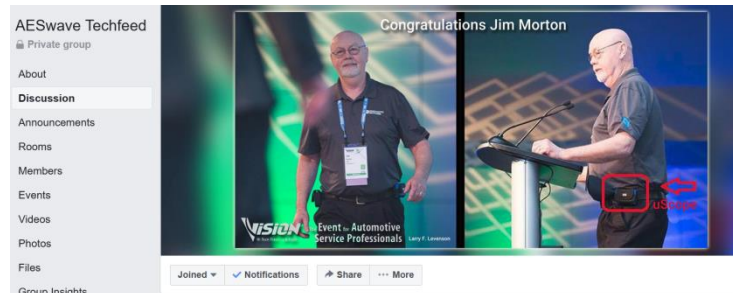 AESwave Techfeed
Private group
About
Discussion
Announcements
Rooms
Members
Events
Videos
Photos
Files
Group Insights
Congratulations Jim Morton
uScope
VISION
Event for Automotive
Service Professionals
Larry F. Levenson
Joined
Notifications
Share
More